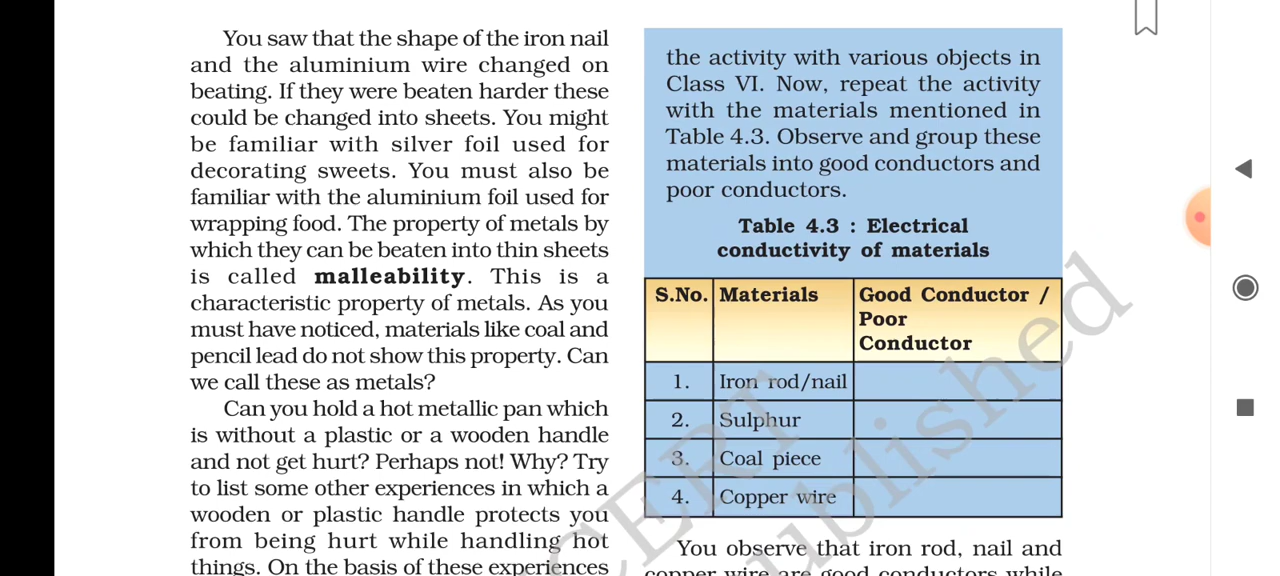 You saw that the shape of the iron nail
and the aluminium wire changed on
beating. If they were beaten harder these
could be changed into sheets. You might
be familiar with silver foil used for
decorating sweets. You must also be
familiar with the aluminium foil used for
wrapping food. The property of metals by
which they can be beaten into thin sheets
is called malleability. This is a
characteristic property of metals. As you
must have noticed, materials like coal and
pencil lead do not show this property. Can
we call these as metals?
Can you hold a hot metallic pan which
is without a plastic or a wooden handle
and not get hurt? Perhaps not! Why? Try
to list some other experiences in which a
wooden or plastic handle protects you
from being hurt while handling hot
things. On the basis of these experiences
the activity with various objects in
Class VI. Now, repeat the activity
with the materials mentioned in
Table 4.3. Observe and group these
materials into good conductors and
poor conductors.
Table 4.3 : Electrical
conductivity of materials
S.No. Materials Good Conductor /
Poor
Conductor
1. Iron rod/nail
2. Sulphur
3. Coal piece
4. Copper wire
You observe that iron rod, nail and
copper wire are good conductors while
CERT
ublished